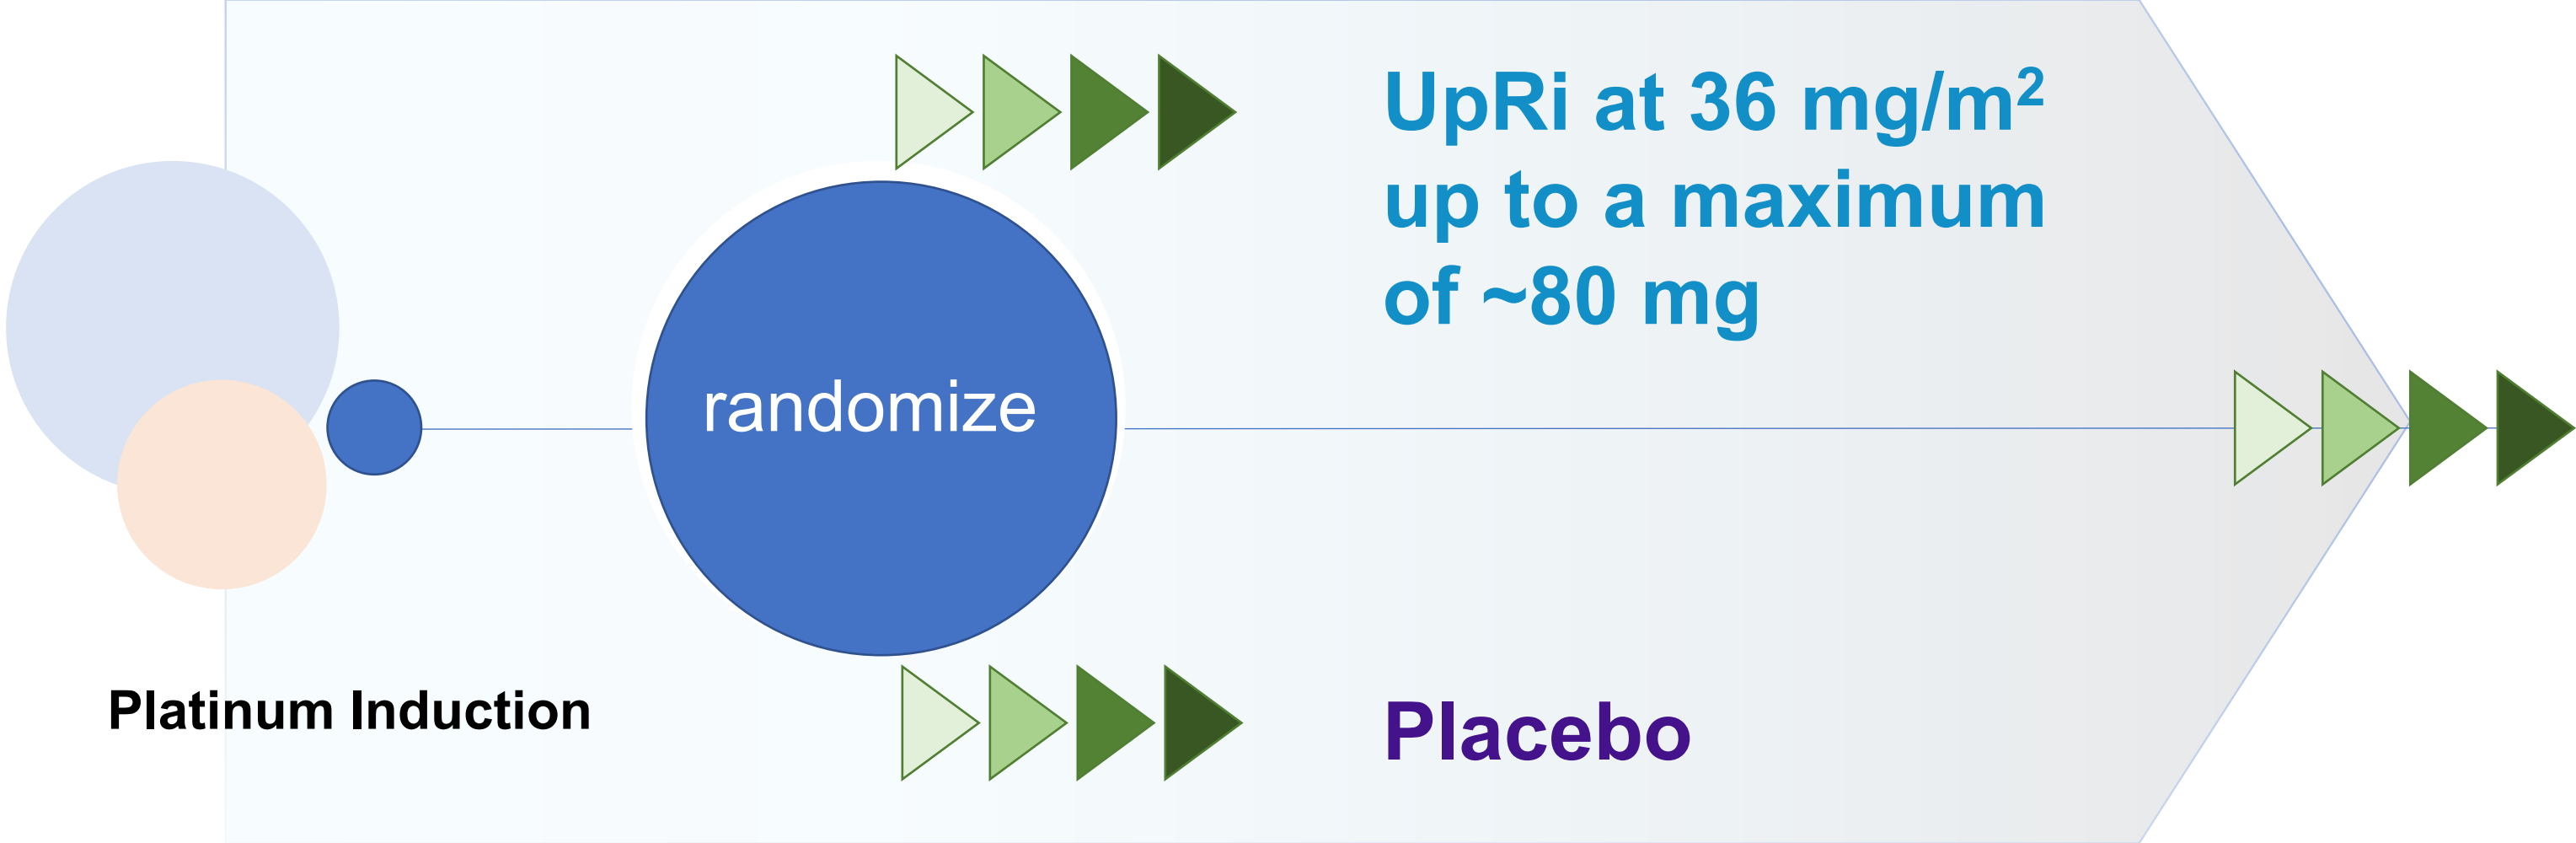 UpRi at 36 mg/m²
up to a maximum
of ~80 mg
randomize
Platinum Induction
Placebo